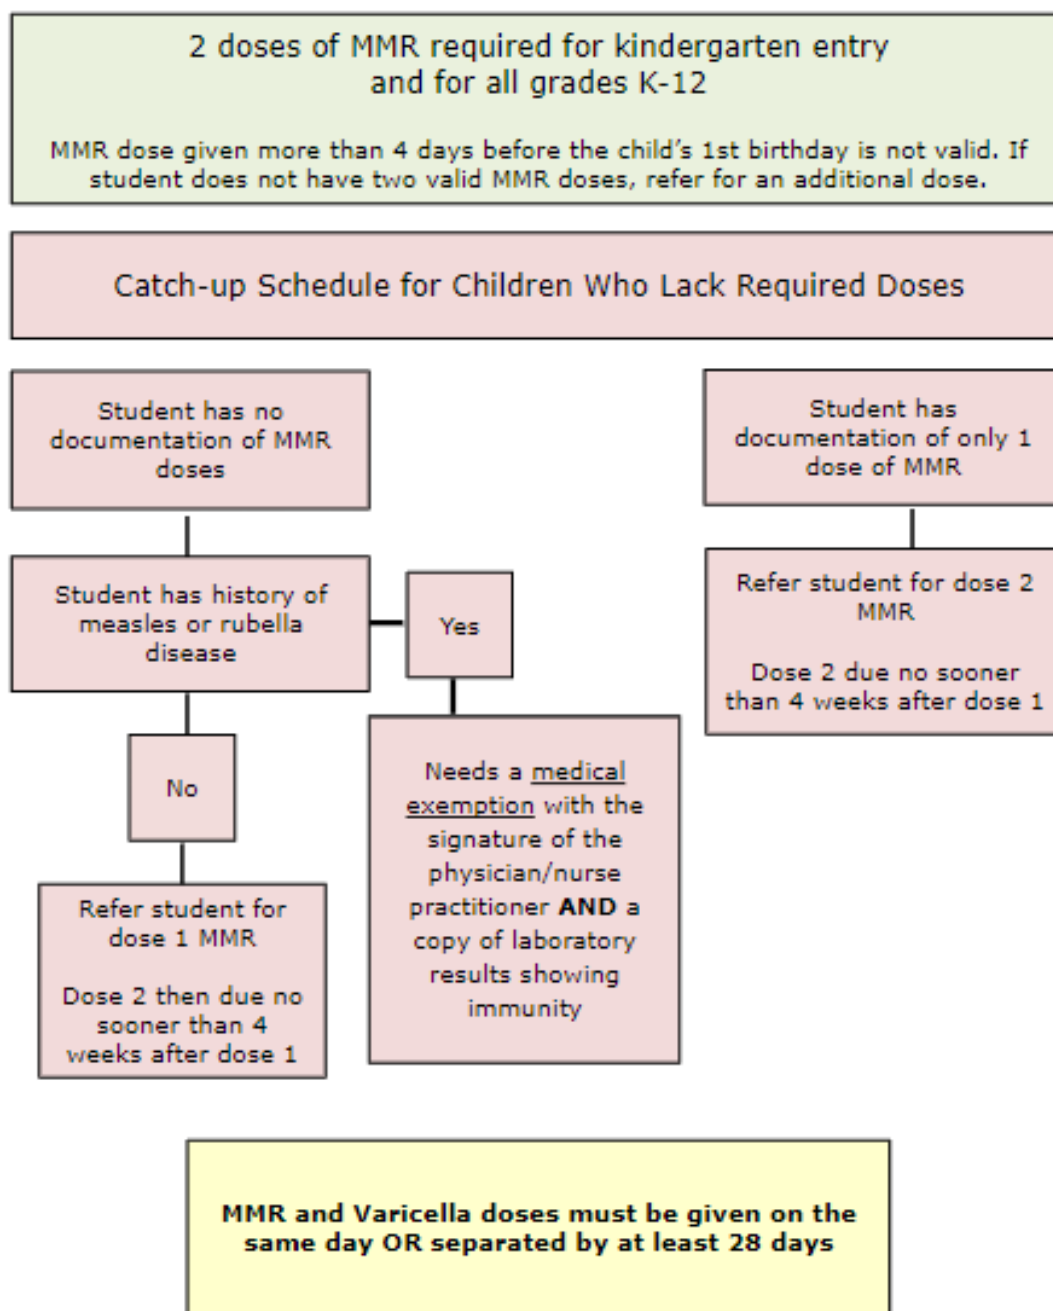 2 doses of MMR required for kindergarten entry
and for all grades K-12
MMR dose given more than 4 days before the child's 1st birthday is not valid. If
student does not have two valid MMR doses, refer for an additional dose.
Catch-up Schedule for Children Who Lack Required Doses
Student has no
documentation of MMR
doses
Student has history of
measles or rubella
disease
Yes
No
Refer student for
dose 1 MMR
Dose 2 then due no
sooner than 4
weeks after dose 1
Needs a medical
exemption with the
signature of the
physician/nurse
practitioner AND a
copy of laboratory
results showing
immunity
Student has
documentation of only 1
dose of MMR
Refer student for dose 2
MMR
Dose 2 due no sooner
than 4 weeks after dose 1
MMR and Varicella doses must be given on the
same day OR separated by at least 28 days